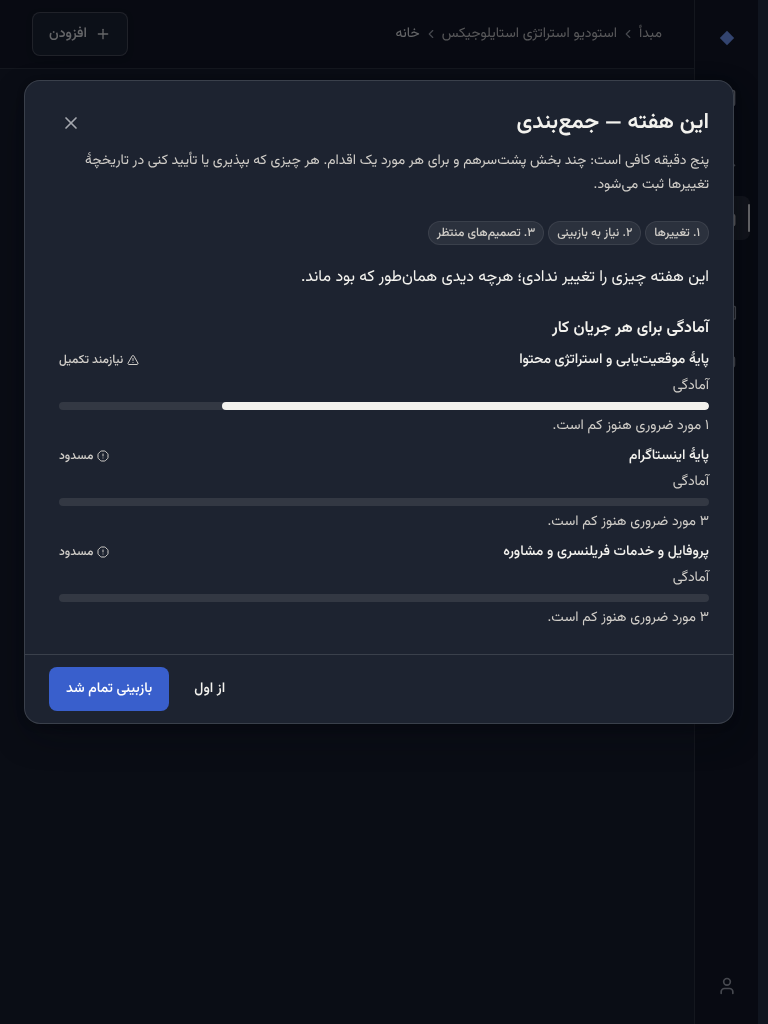 مبدأ › استودیو استراتژی استایلوجیکس › خانه
افزودن
این هفته — جمع‌بندی
پنج دقیقه کافی است: چند بخش پشت‌سرهم و برای هر مورد یک اقدام. هر چیزی که بپذیری یا تأیید کنی در تاریخچهٔ
تغییرها ثبت می‌شود.
۱. تغییرها
۲. نیاز به بازبینی
۳. تصمیم‌های منتظر
این هفته چیزی را تغییر ندادی؛ هرچه دیدی همان‌طور که بود ماند.
آمادگی برای هر جریان کار
پایهٔ موقعیت‌یابی و استراتژی محتوا
نیازمند تکمیل
آمادگی
۱ مورد ضروری هنوز کم است.
پایهٔ اینستاگرام
مسدود
آمادگی
۳ مورد ضروری هنوز کم است.
پروفایل و خدمات فریلنسری و مشاوره
مسدود
آمادگی
۳ مورد ضروری هنوز کم است.
از اول
بازبینی تمام شد